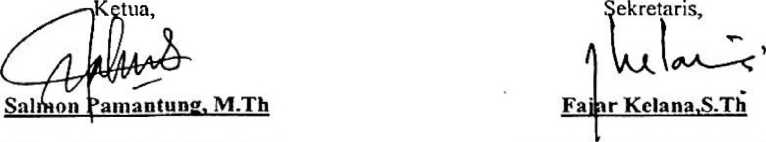 Ketua, Sekretaris,
Salmon Pamantung, M.Th Fajar Kelana,S.Th